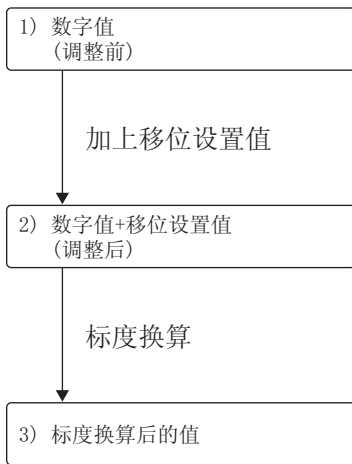 1) 数字值
(调整前)
加上移位设置值
2) 数字值+移位设置值
(调整后)
标度换算
3) 标度换算后的值